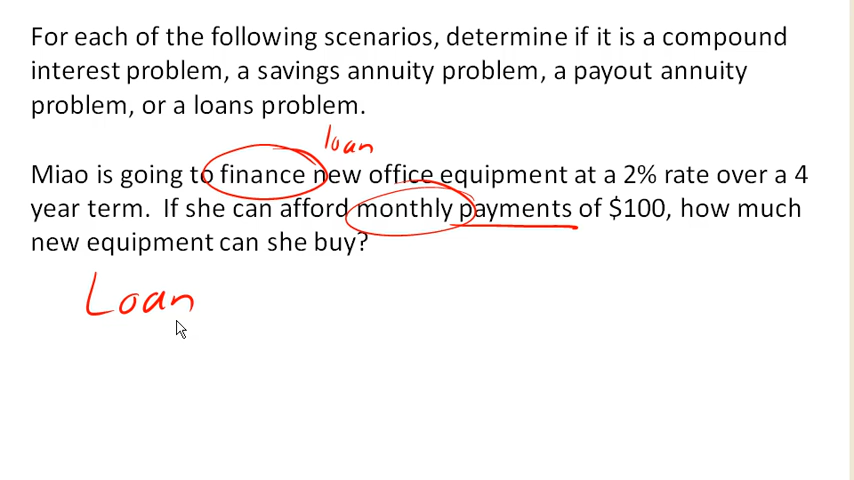 For each of the following scenarios, determine if it is a compound
interest problem, a savings annuity problem, a payout annuity
problem, or a loans problem.
loan
Miao is going to finance new office equipment at a 2% rate over a 4
year term. If she can afford monthly payments of $100, how much
new equipment can she buy?
Loan